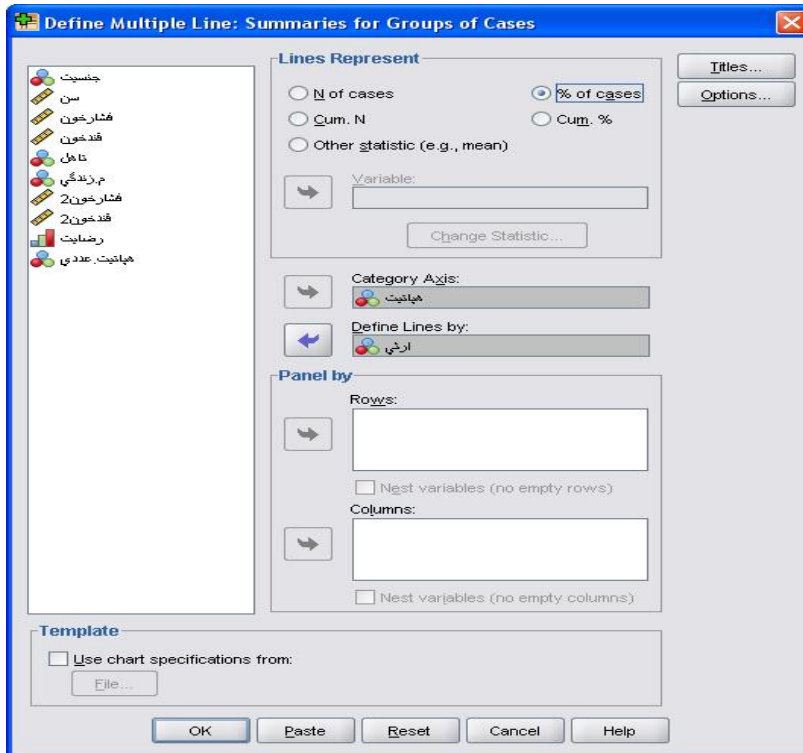 Define Multiple Line: Summaries for Groups of Cases
جنسیت
سن
فشارخون
قندخون
تاهل
م.زندگي
فشارخون2
قندخون2
رضایت
هپاتیت.عددي
Lines Represent
N of cases
% of cases
Cum. N
Cum. %
Other statistic (e.g., mean)
Variable:
Change Statistic...
Category Axis:
هپاتیت
Define Lines by:
ارثي
Panel by
Rows:
Nest variables (no empty rows)
Columns:
Nest variables (no empty columns)
Titles...
Options...
Template
Use chart specifications from:
File...
OK
Paste
Reset
Cancel
Help